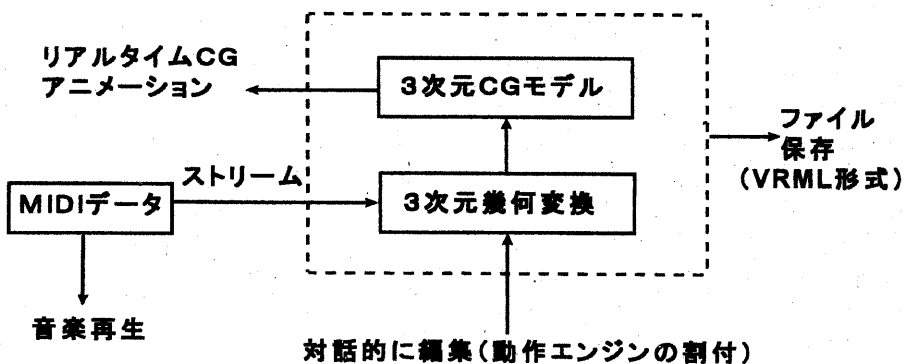 リアルタイムCG
アニメーション
3次元CGモデル
ファイル
保存
(VRML形式)
ストリーム
MIDIデータ
3次元幾何変換
音楽再生
対話的に編集(動作エンジンの割付)